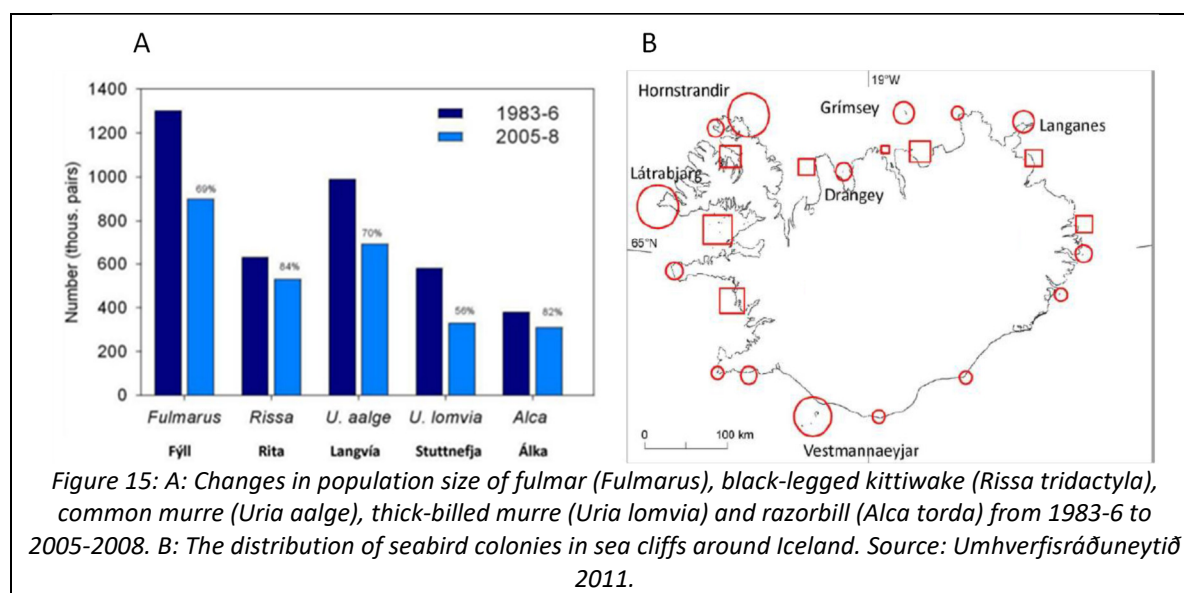 A
B
1400
1200
1000
800
600
400
200
0
Number (thous. pairs)
1983-6
2005-8
69%
84%
70%
56%
82%
Fulmarus Rissa U. aalge U. lomvia Alca
Fýll Rita Langvía Stuttnefja Álka
19°W
Hornstrandir
Grímsey
Langanes
Látrabjarg
Drangey
65°N
0 100 km
Vestmannaeyjar
Figure 15: A: Changes in population size of fulmar (Fulmarus), black-legged kittiwake (Rissa tridactyla),
common murre (Uria aalge), thick-billed murre (Uria lomvia) and razorbill (Alca torda) from 1983-6 to
2005-2008. B: The distribution of seabird colonies in sea cliffs around Iceland. Source: Umhverfisráðuneytið
2011.